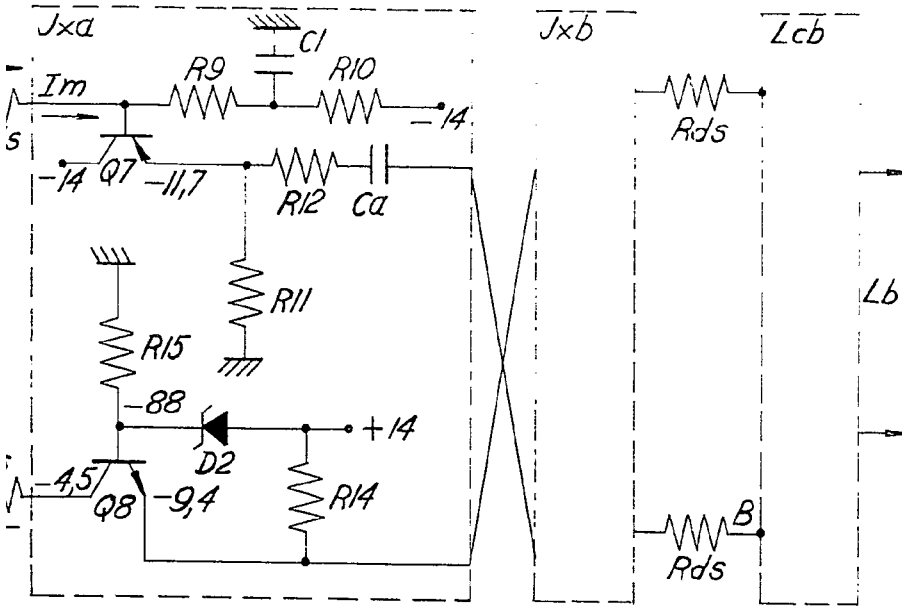 Jxa
Jxb
Lcb
C1
R9
R10
Im
s
-14
Rds
-14
Q7
-11,7
R12
Ca
R11
Lb
R15
-88
+14
D2
-4,5
Q8
-9,4
R14
B
Rds